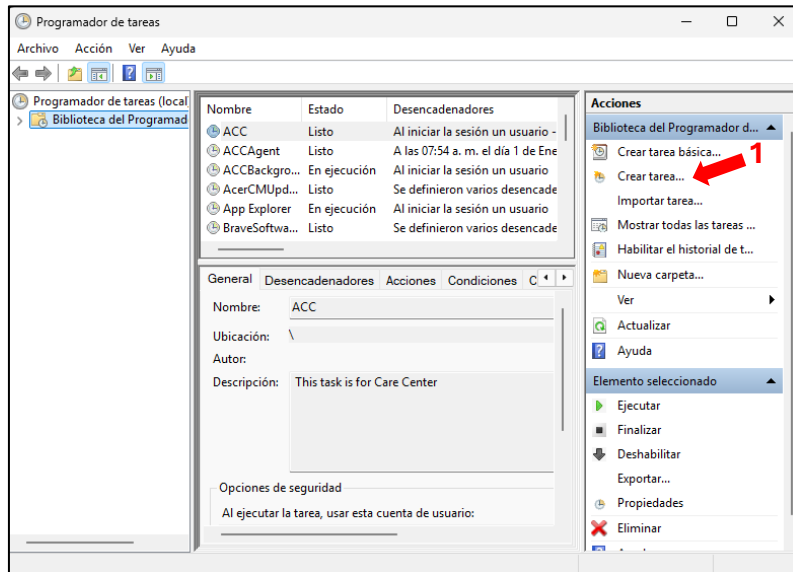 Programador de tareas
Archivo Acción Ver Ayuda
Programador de tareas (local
Biblioteca del Programad
Nombre Estado Desencadenadores
ACC Listo Al iniciar la sesión un usuario -
ACCAgent Listo A las 07:54 a. m. el día 1 de Ene
ACCBackgro... En ejecución Al iniciar la sesión un usuario
AcerCMUpd... Listo Se definieron varios desencade
App Explorer En ejecución Al iniciar la sesión un usuario
BraveSoftwa... Listo Se definieron varios desencade
General Desencadenadores Acciones Condiciones C
Nombre: ACC
Ubicación: \
Autor:
Descripción: This task is for Care Center
Opciones de seguridad
Al ejecutar la tarea, usar esta cuenta de usuario:
Acciones
Biblioteca del Programador d...
Crear tarea básica...
1
Crear tarea...
Importar tarea...
Mostrar todas las tareas ...
Habilitar el historial de t...
Nueva carpeta...
Ver
Actualizar
Ayuda
Elemento seleccionado
Ejecutar
Finalizar
Deshabilitar
Exportar...
Propiedades
Eliminar